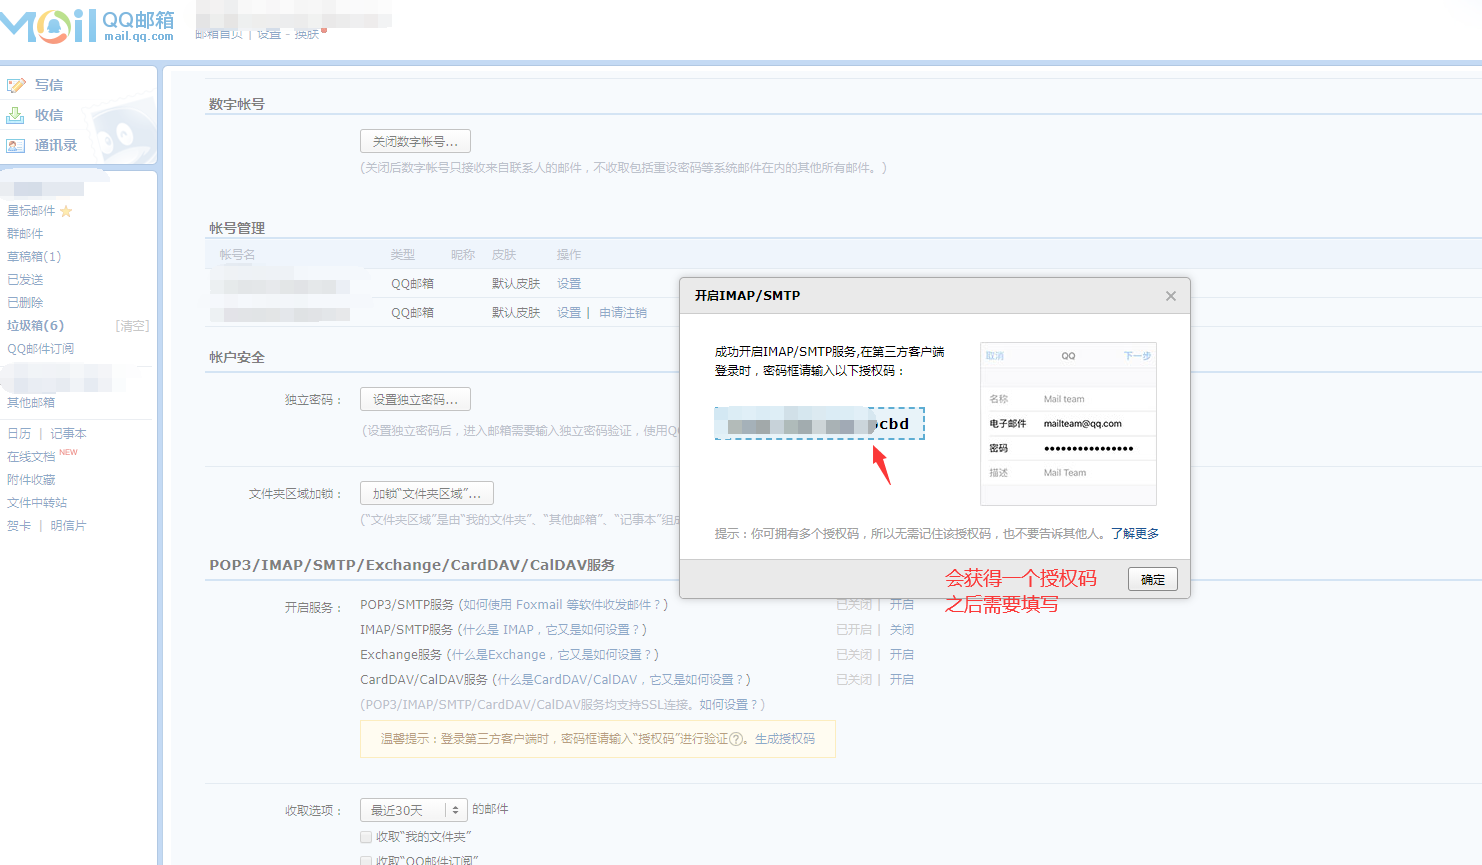 Mail QQ邮箱
mail.qq.com
邮箱首页 | 设置 - 换肤
写信
收信
通讯录
星标邮件
群邮件
草稿箱(1)
已发送
已删除
垃圾箱(6) [清空]
QQ邮件订阅
其他邮箱
日历 | 记事本
在线文档 NEW
附件收藏
文件中转站
贺卡 | 明信片
数字帐号
关闭数字帐号...
(关闭后数字帐号只接收来自联系人的邮件，不收取包括重设密码等系统邮件在内的其他所有邮件。)
帐号管理
帐号名 类型 昵称 皮肤 操作
QQ邮箱 默认皮肤 设置
QQ邮箱 默认皮肤 设置 | 申请注销
帐户安全
独立密码： 设置独立密码...
(设置独立密码后，进入邮箱需要输入独立密码验证，使用Q
文件夹区域加锁： 加锁“文件夹区域”...
(“文件夹区域”是由“我的文件夹”、“其他邮箱”、“记事本”组成
POP3/IMAP/SMTP/Exchange/CardDAV/CalDAV服务
开启服务： POP3/SMTP服务 (如何使用 Foxmail 等软件收发邮件？) 已关闭 | 开启
IMAP/SMTP服务 (什么是 IMAP，它又是如何设置？) 已开启 | 关闭
Exchange服务 (什么是Exchange，它又是如何设置？) 已关闭 | 开启
CardDAV/CalDAV服务 (什么是CardDAV/CalDAV，它又是如何设置？) 已关闭 | 开启
(POP3/IMAP/SMTP/CardDAV/CalDAV服务均支持SSL连接。如何设置？)
温馨提示：登录第三方客户端时，密码框请输入“授权码”进行验证?。生成授权码
收取选项： 最近30天 的邮件
收取“我的文件夹”
收取“QQ邮件订阅”
开启IMAP/SMTP
成功开启IMAP/SMTP服务,在第三方客户端
登录时，密码框请输入以下授权码：
cbd
取消 QQ 下一步
名称 Mail team
电子邮件 mailteam@qq.com
密码 ••••••••••••••••
描述 Mail Team
提示：你可拥有多个授权码，所以无需记住该授权码，也不要告诉其他人。了解更多
确定
会获得一个授权码
之后需要填写